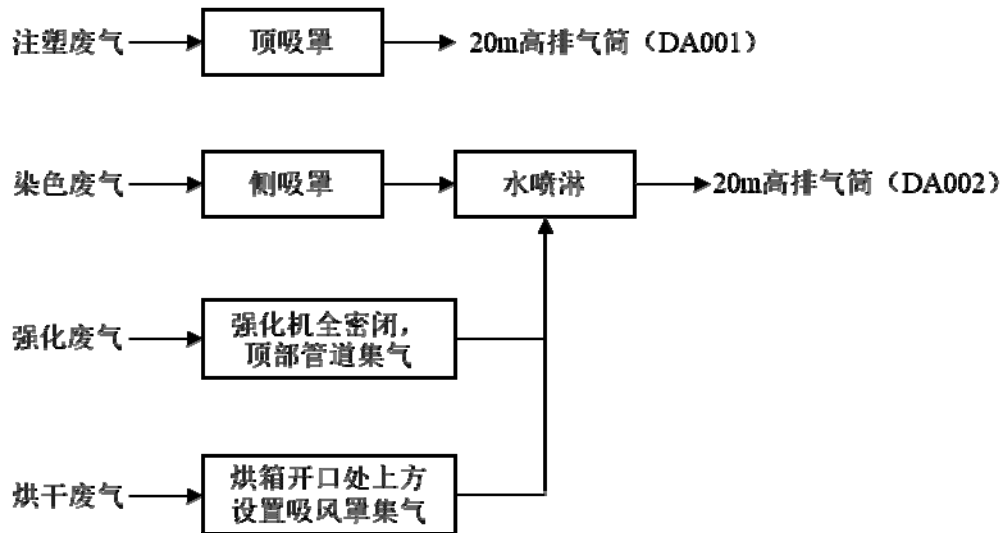 注塑废气
顶吸罩
20m高排气筒（DA001）
染色废气
侧吸罩
水喷淋
20m高排气筒（DA002）
强化废气
强化机全密闭，
顶部管道集气
烘干废气
烘箱开口处上方
设置吸风罩集气